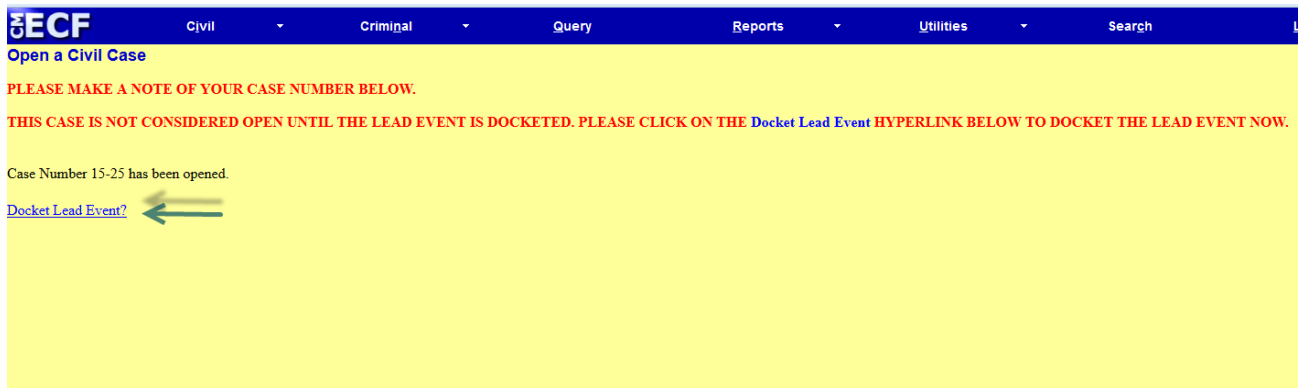 CM ECF Civil Criminal Query Reports Utilities Search L
Open a Civil Case
PLEASE MAKE A NOTE OF YOUR CASE NUMBER BELOW.
THIS CASE IS NOT CONSIDERED OPEN UNTIL THE LEAD EVENT IS DOCKETED. PLEASE CLICK ON THE Docket Lead Event HYPERLINK BELOW TO DOCKET THE LEAD EVENT NOW.
Case Number 15-25 has been opened.
Docket Lead Event?